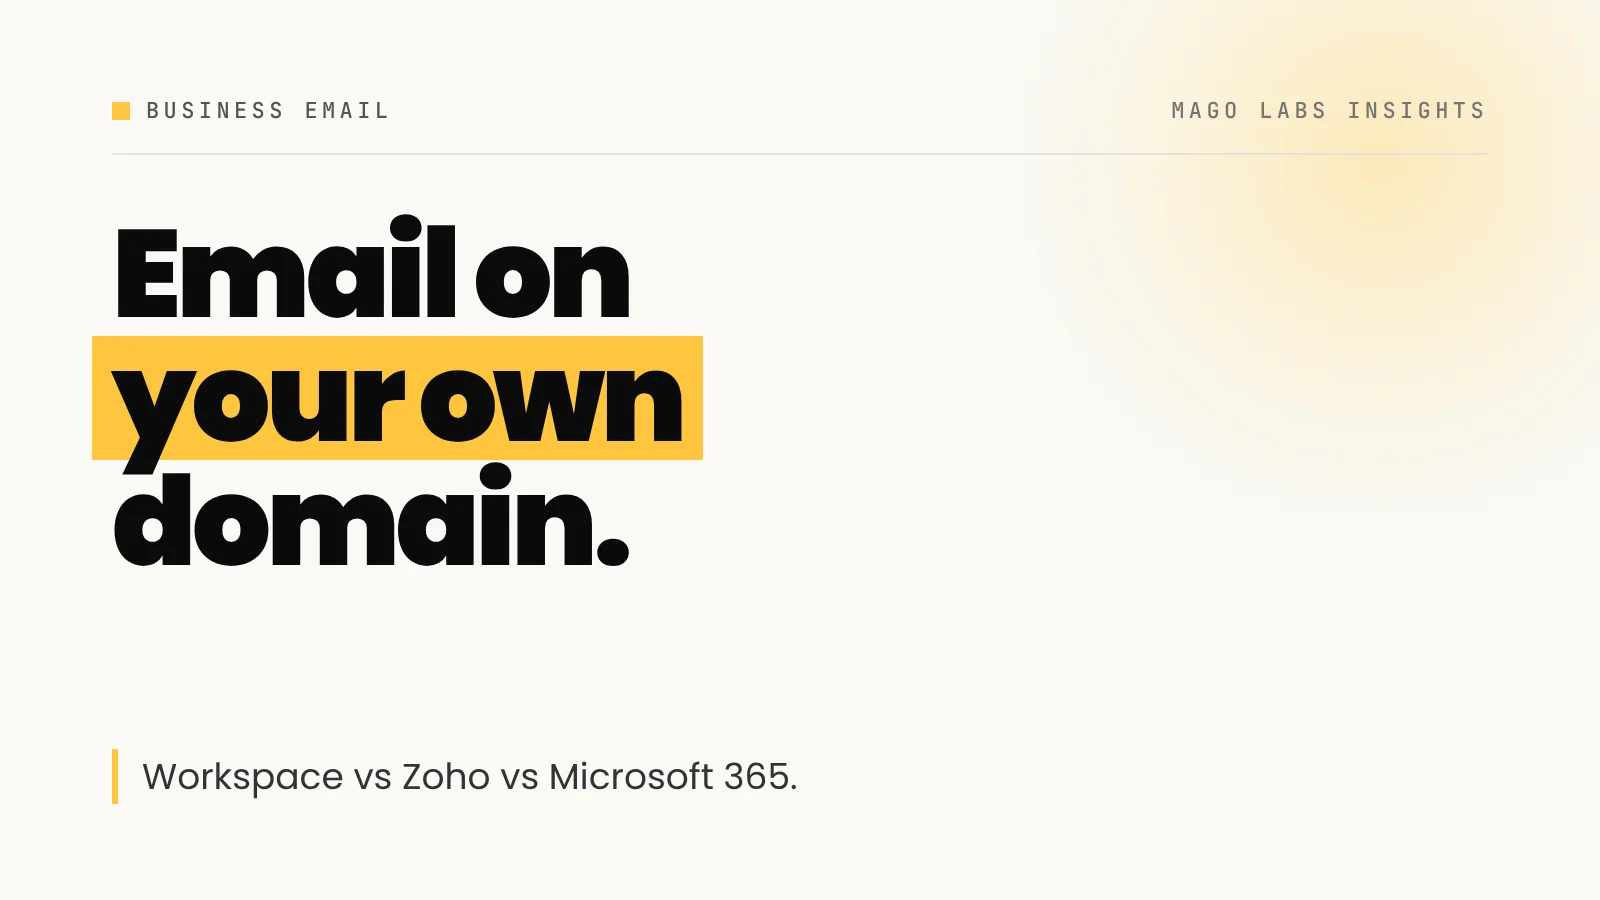 BUSINESS EMAIL
MAGO LABS INSIGHTS
Email on
your own
domain.
Workspace vs Zoho vs Microsoft 365.